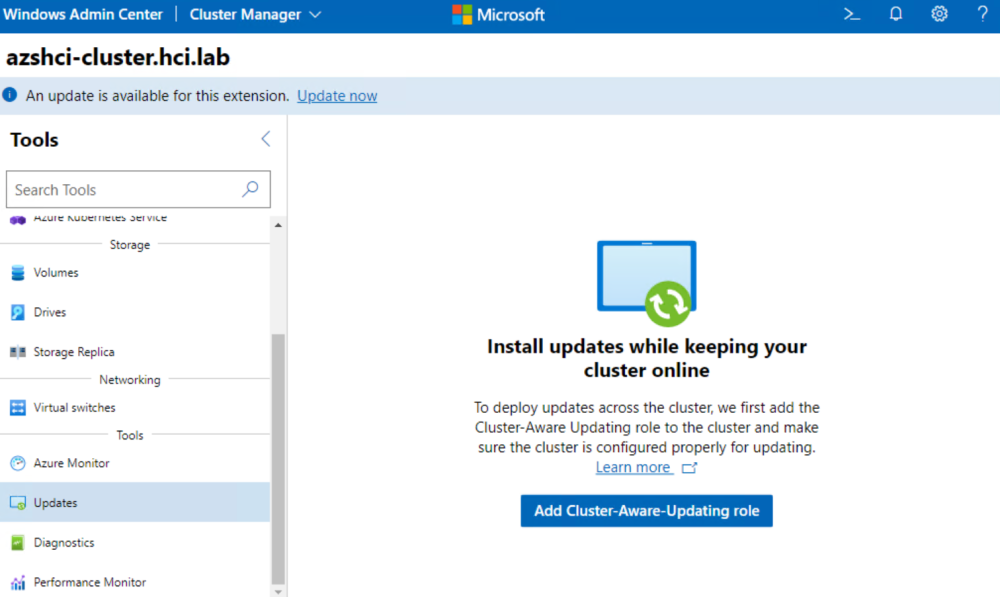 Windows Admin Center | Cluster Manager
Microsoft
azshci-cluster.hci.lab
An update is available for this extension. Update now
Tools
Search Tools
Azure Kubernetes Service
Storage
Volumes
Drives
Storage Replica
Networking
Virtual switches
Tools
Azure Monitor
Updates
Diagnostics
Performance Monitor
Install updates while keeping your
cluster online
To deploy updates across the cluster, we first add the
Cluster-Aware Updating role to the cluster and make
sure the cluster is configured properly for updating.
Learn more
Add Cluster-Aware-Updating role